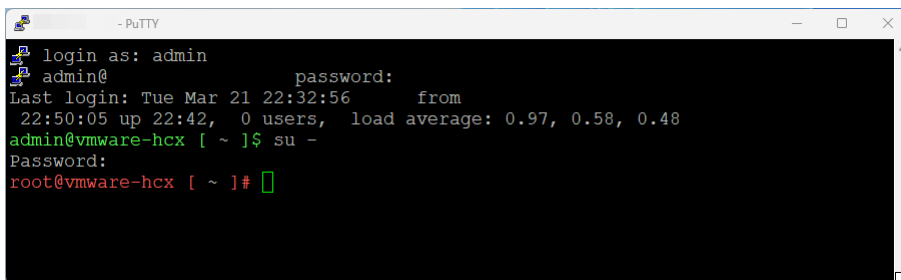 - PuTTY
login as: admin
admin@ password:
Last login: Tue Mar 21 22:32:56 from
22:50:05 up 22:42, 0 users, load average: 0.97, 0.58, 0.48
admin@vmware-hcx [ ~ ]$ su -
Password:
root@vmware-hcx [ ~ ]#